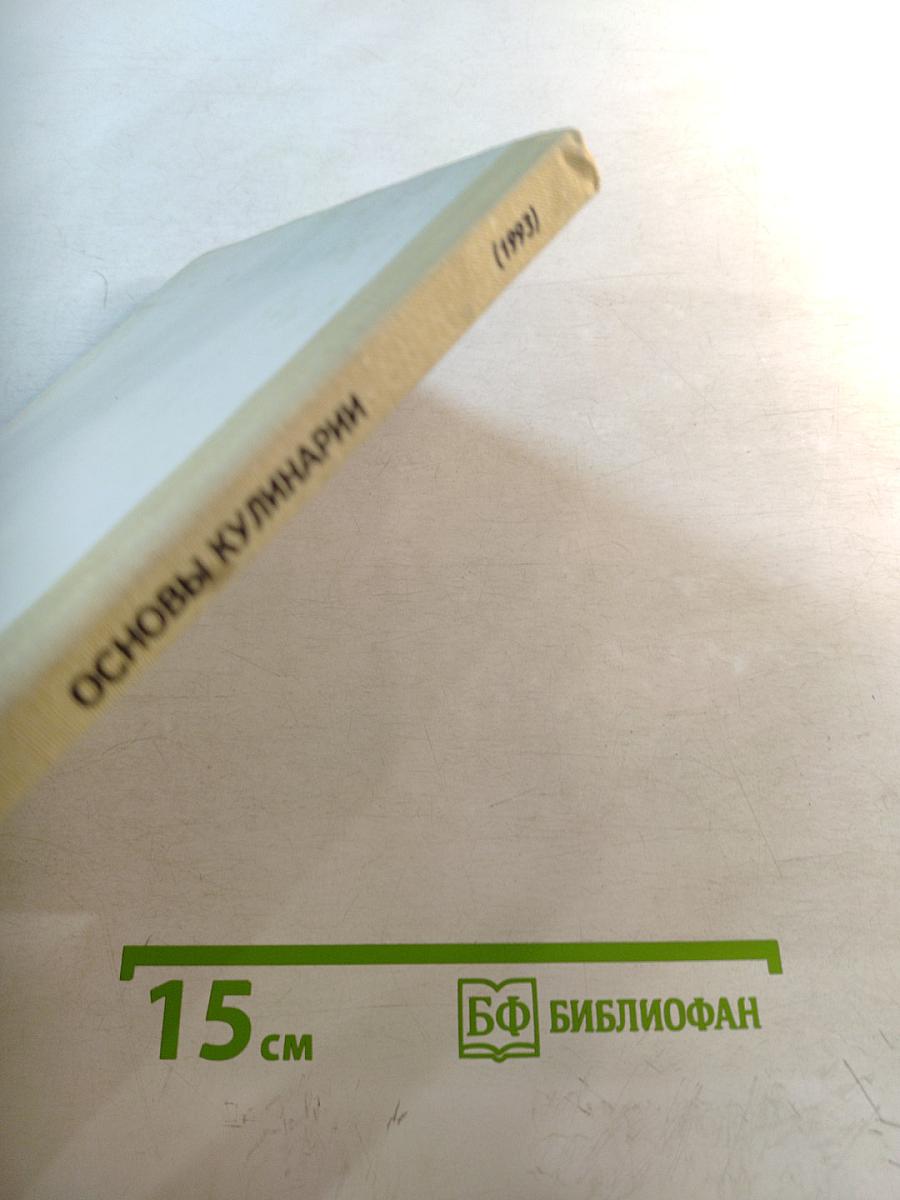 (1993)
ОСНОВЫ КУЛИНАРИИ
15 см
БФ БИБЛИОФАН